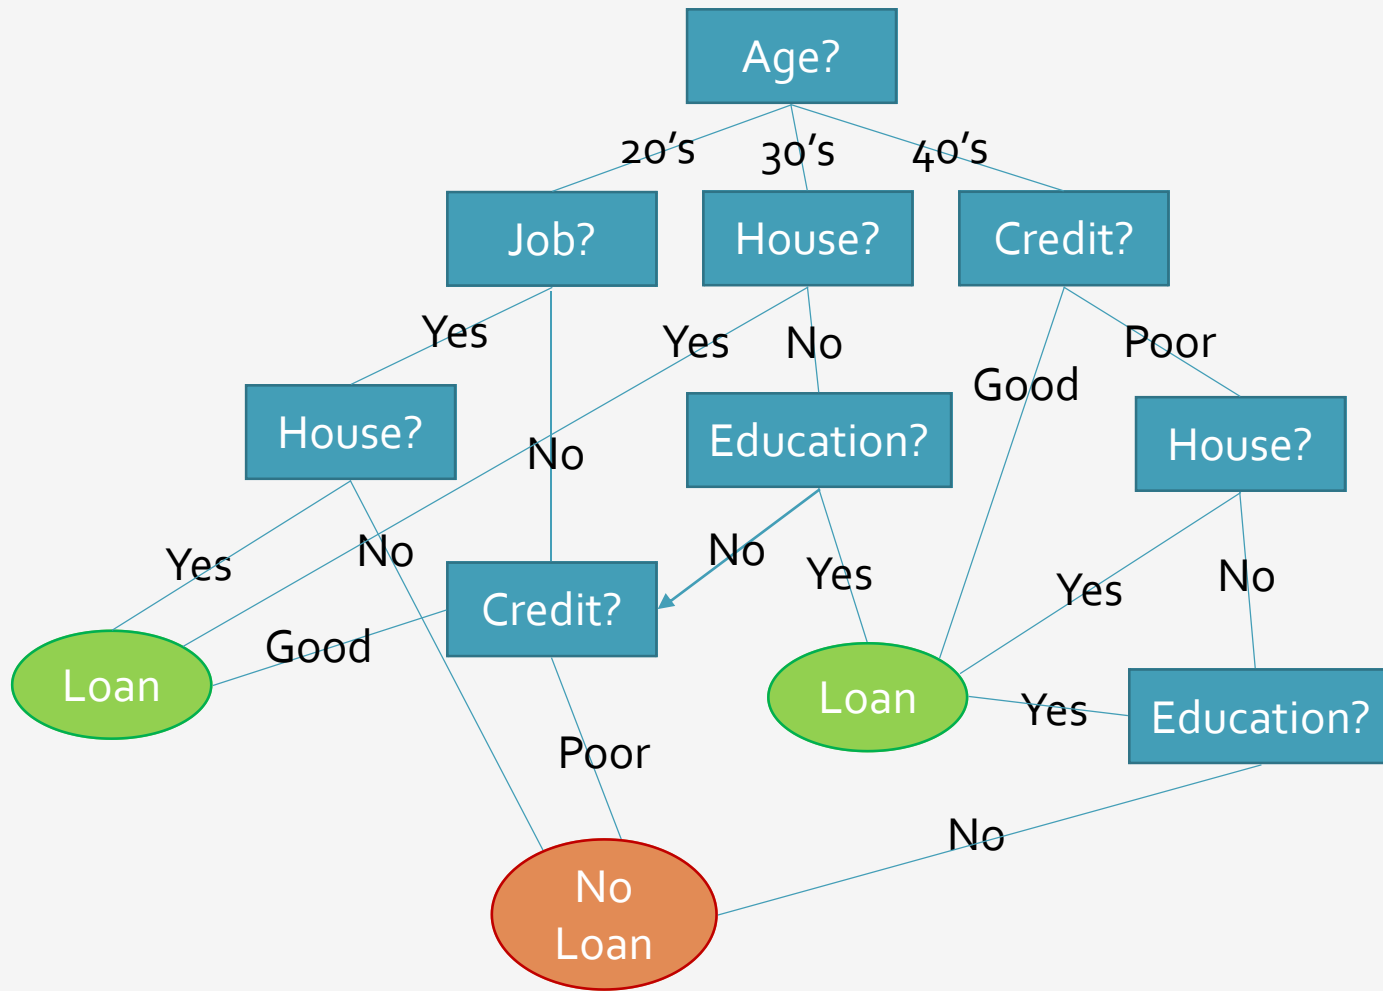 Age?
20's
30's
40's
Job?
House?
Credit?
Yes
Yes
No
Poor
Good
House?
Education?
House?
No
Yes
No
No
Yes
Yes
No
Credit?
Good
Loan
Loan
Yes
Education?
Poor
No
No
Loan